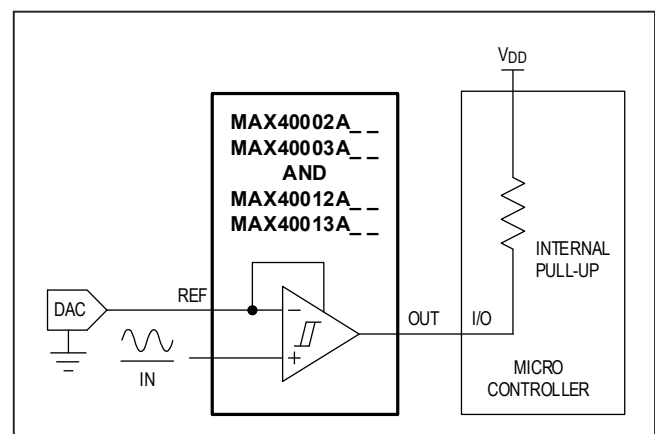 VDD
MAX40002A_ _
MAX40003A_ _
AND
MAX40012A_ _
MAX40013A_ _
INTERNAL
PULL-UP
DAC
REF
−
+
IN
OUT
I/O
MICRO
CONTROLLER